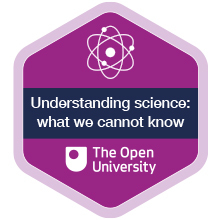 Understanding science:
what we cannot know
The Open
University